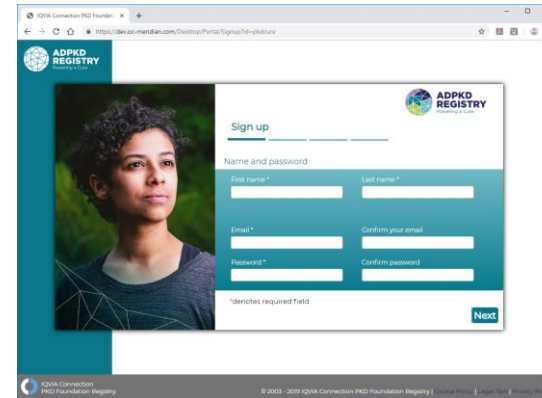 IQVIA Connection PKD Foundati
https://dev.oc-meridian.com/Desktop/Portal/Signup?id=pkdcure
ADPKD
REGISTRY
Powering a Cure
ADPKD
REGISTRY
Powering a Cure
Sign up
Name and password
First name * Last name *
Email * Confirm your email
Password * Confirm password
*denotes required field
Next
IQVIA Connection
PKD Foundation Registry
© 2003 - 2019 IQVIA Connection PKD Foundation Registry | Cookie Policy | Legal Text | Privacy